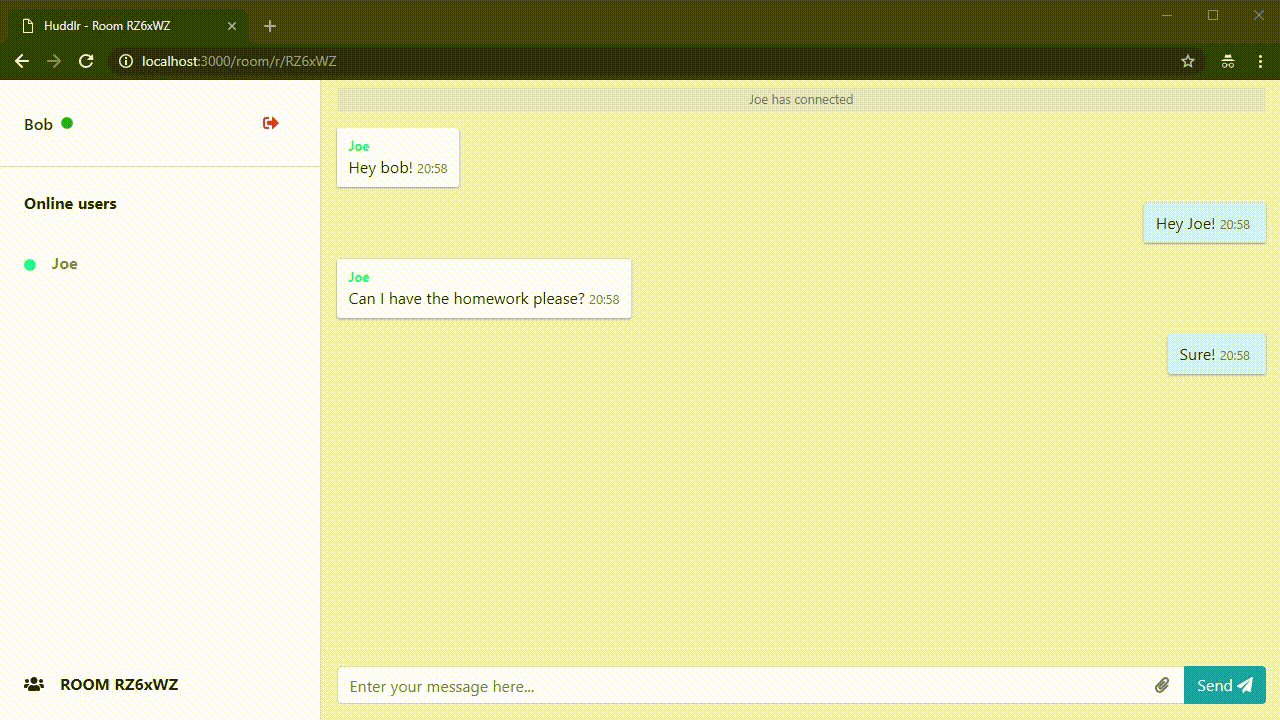 Huddlr - Room RZ6xWZ
localhost:3000/room/r/RZ6xWZ
Bob
Online users
Joe
ROOM RZ6xWZ
Joe has connected
Joe
Hey bob! 20:58
Hey Joe! 20:58
Joe
Can I have the homework please? 20:58
Sure! 20:58
Enter your message here...
Send